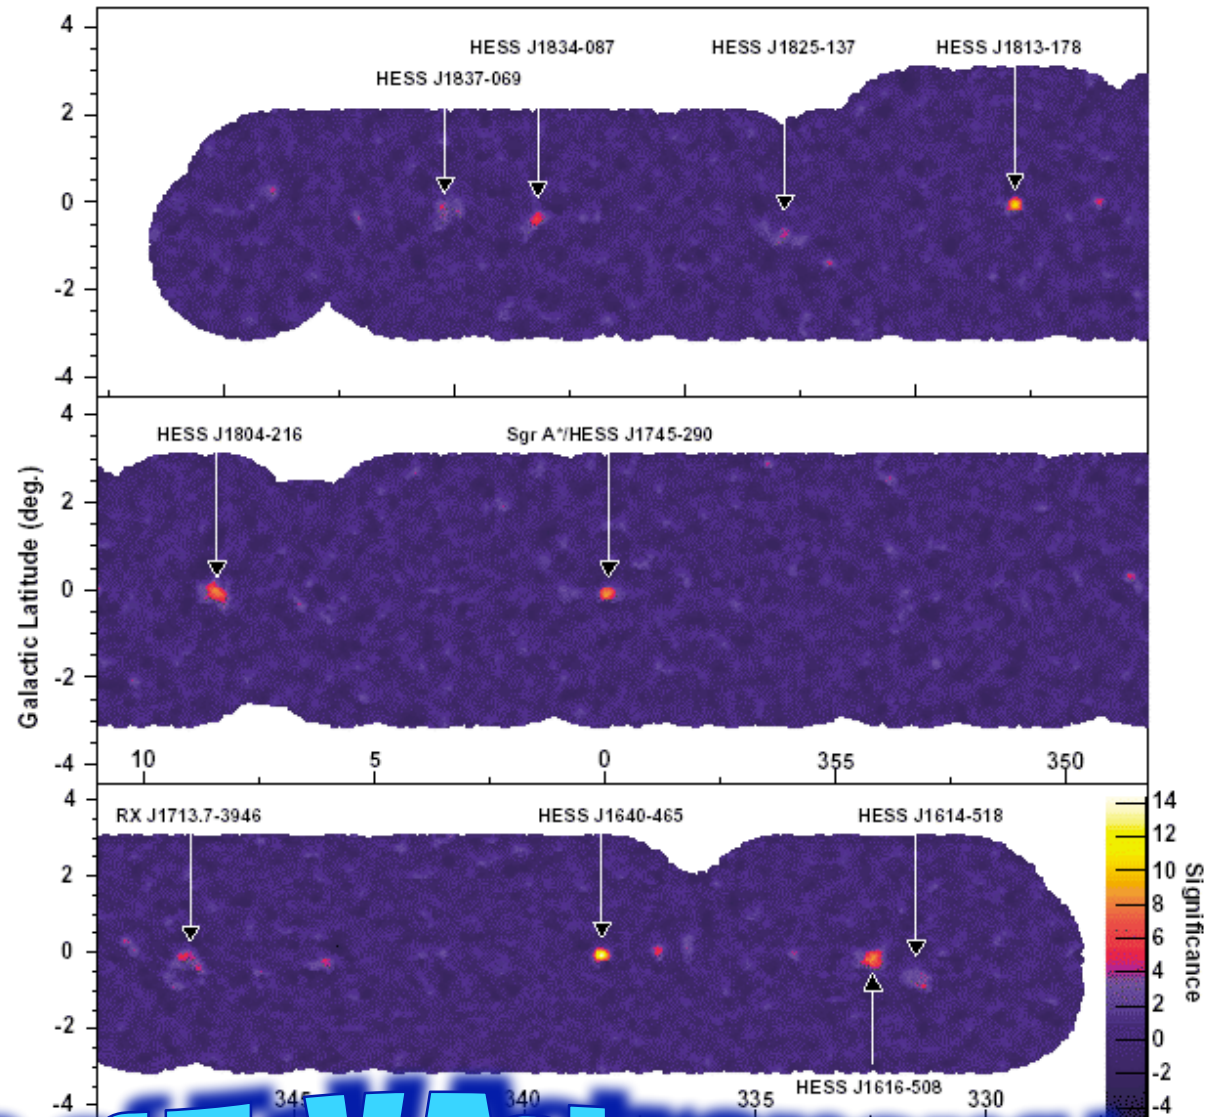 4
HESS J1834-087 HESS J1825-137 HESS J1813-178
HESS J1837-069
2
0
-2
-4
4
HESS J1804-216 Sgr A*/HESS J1745-290
2
0
-2
-4
10 5 0 355 350
Galactic Latitude (deg.)
4
RX J1713.7-3946 HESS J1640-465 HESS J1614-518
2
0
-2
HESS J1616-508
-4
345 340 335 330
14
12
10
8
6
4
2
0
-2
-4
Significance